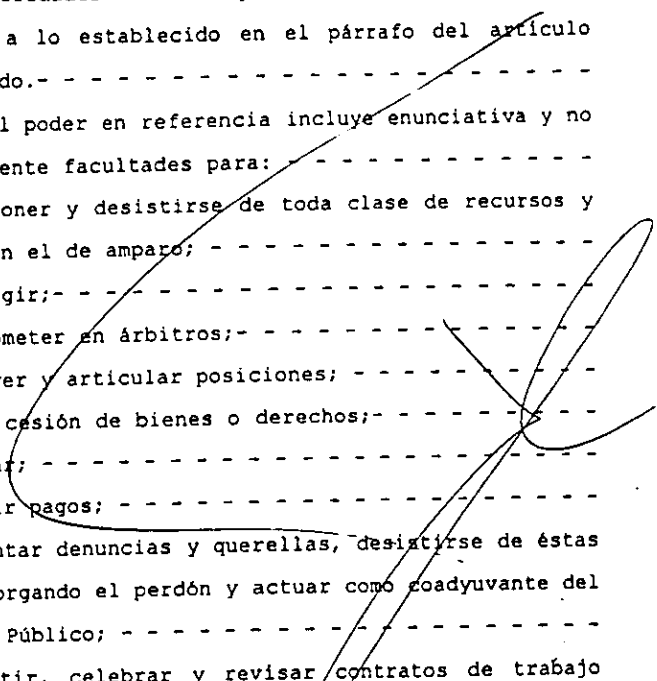 a lo establecido en el párrafo del artículo
do.- - - - - - - - - - - - - - - - - - - -
l poder en referencia incluye enunciativa y no
ente facultades para: - - - - - - - - - - -
oner y desistirse de toda clase de recursos y
n el de amparo; - - - - - - - - - - - - - -
gir;- - - - - - - - - - - - - - - - - - - -
meter en árbitros;- - - - - - - - - - - - -
er y articular posiciones; - - - - - - - -
cesión de bienes o derechos;- - - - - - -
ar; - - - - - - - - - - - - - - - - - - - -
ir pagos; - - - - - - - - - - - - - - - - -
ntar denuncias y querellas, desistirse de éstas
orgando el perdón y actuar como coadyuvante del
Público; - - - - - - - - - - - - - - - - -
tir, celebrar y revisar contratos de trabajo